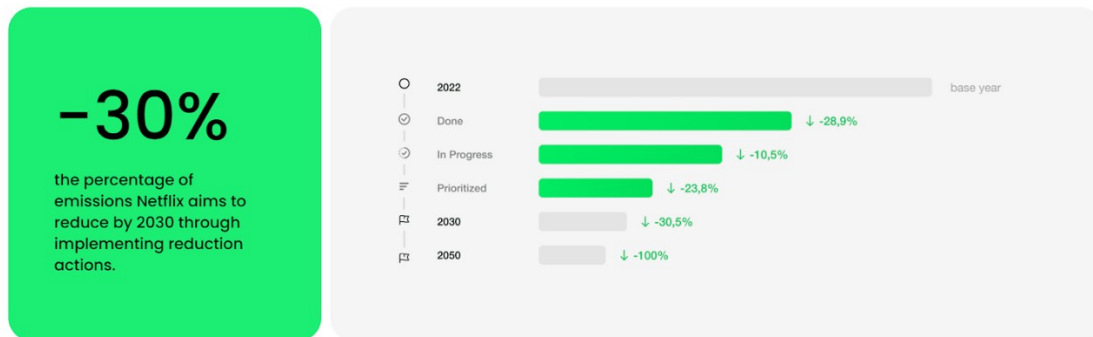 -30%
the percentage of
emissions Netflix aims to
reduce by 2030 through
implementing reduction
actions.
2022 base year
Done ↓ -28,9%
In Progress ↓ -10,5%
Prioritized ↓ -23,8%
2030 ↓ -30,5%
2050 ↓ -100%